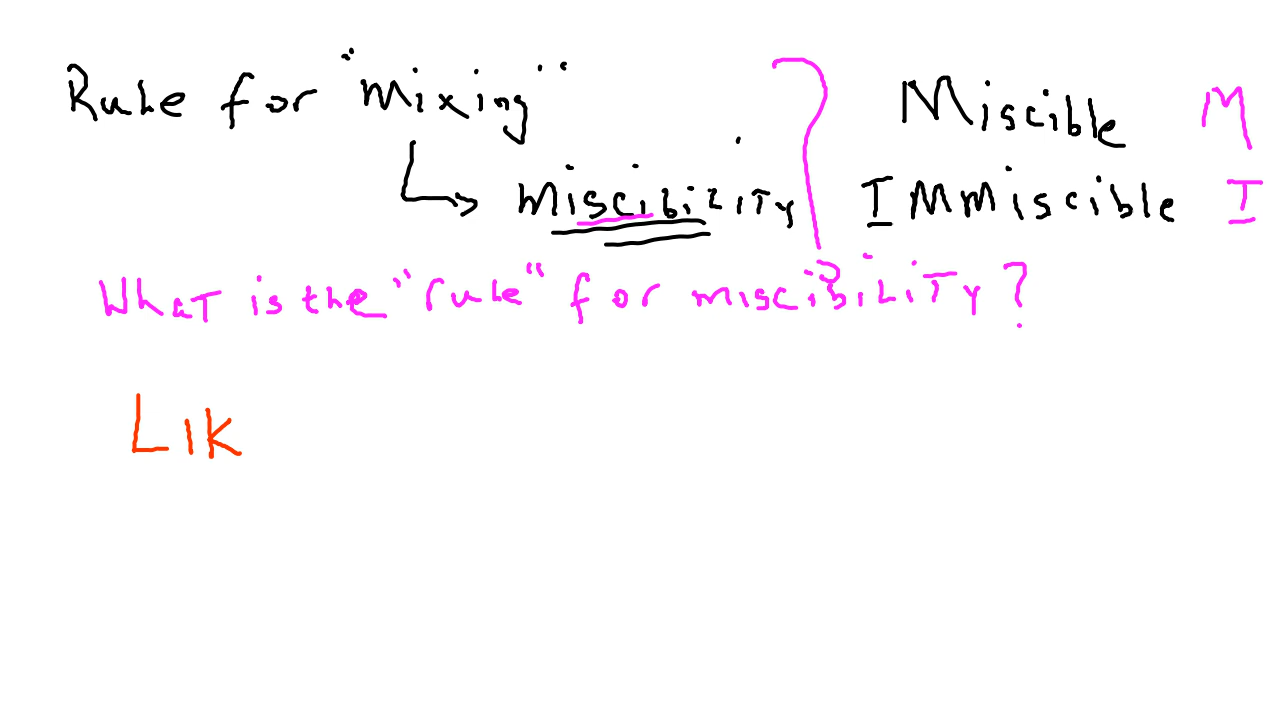 Rule for "mixing" Miscible M
↳ miscibility Immiscible I
What is the "rule" for miscibility?
Lik